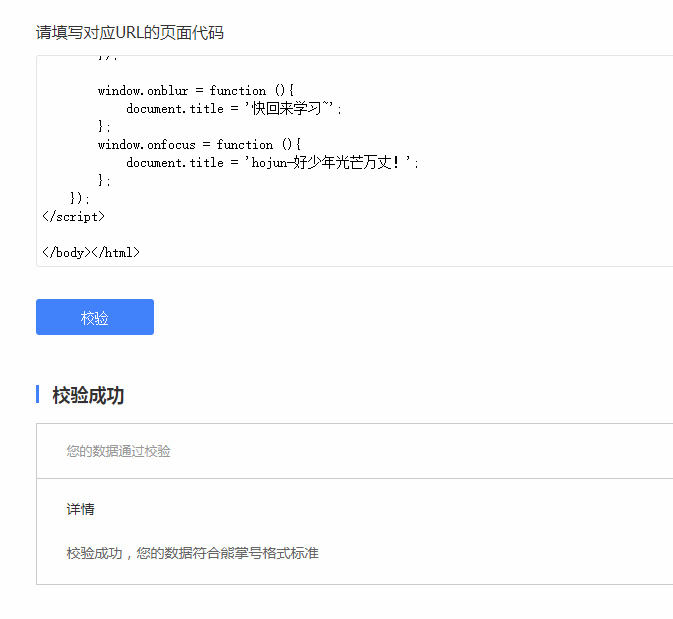 请填写对应URL的页面代码
});
window.onblur = function (){
document.title = '快回来学习~';
};
window.onfocus = function (){
document.title = 'hojun-好少年光芒万丈！';
};
});
</script>
</body></html>
校验
校验成功
您的数据通过校验
详情
校验成功，您的数据符合熊掌号格式标准